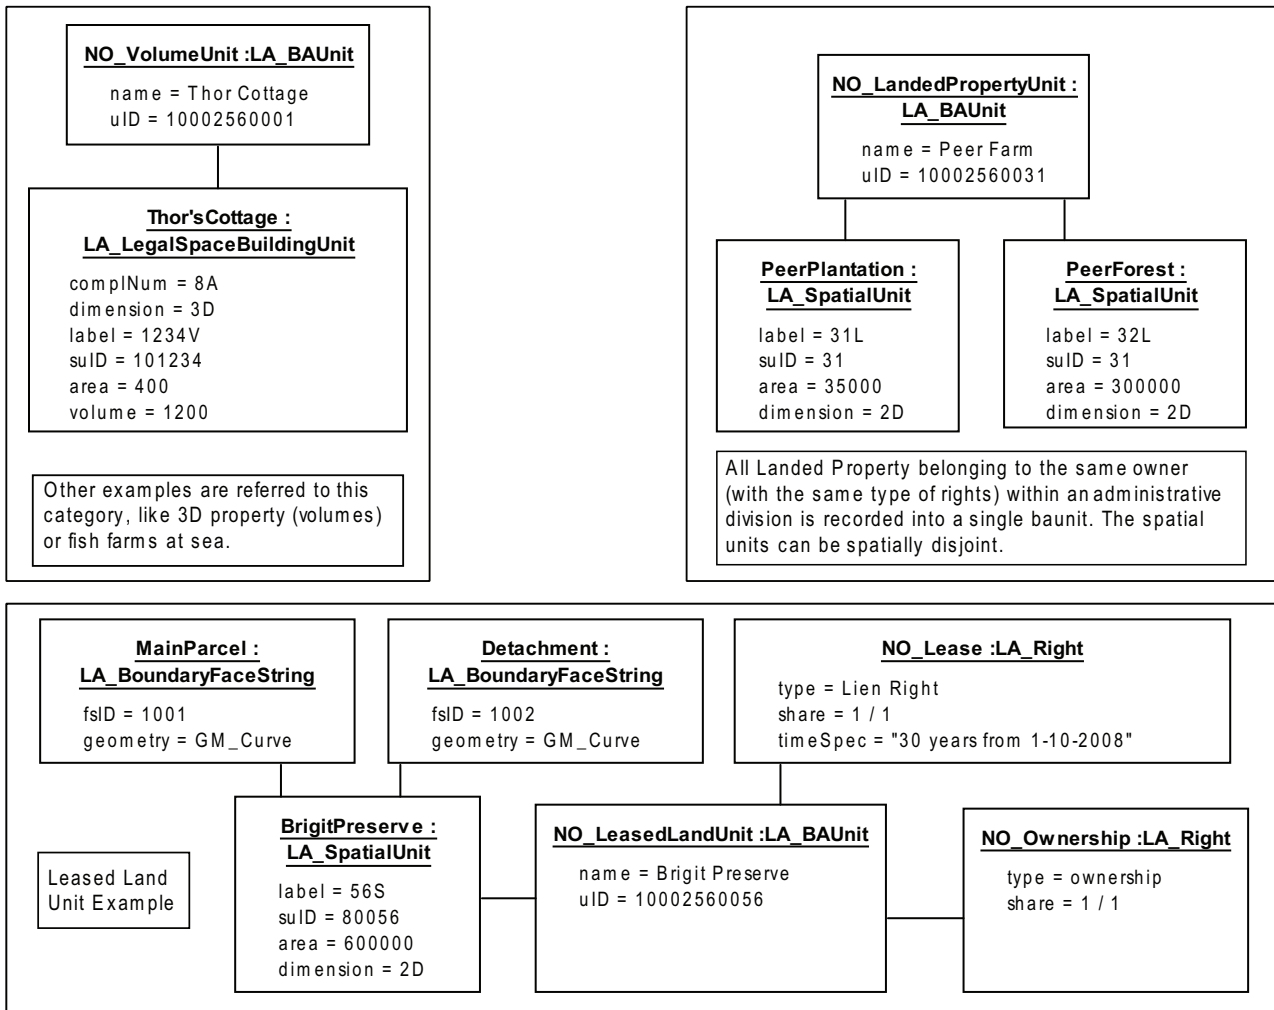 NO_VolumeUnit :LA_BAUnit
name = Thor Cottage
uID = 10002560001
Thor'sCottage :
LA_LegalSpaceBuildingUnit
complNum = 8A
dimension = 3D
label = 1234V
suID = 101234
area = 400
volume = 1200
Other examples are referred to this
category, like 3D property (volumes)
or fish farms at sea.
NO_LandedPropertyUnit :
LA_BAUnit
name = Peer Farm
uID = 10002560031
PeerPlantation :
LA_SpatialUnit
label = 31L
suID = 31
area = 35000
dimension = 2D
PeerForest :
LA_SpatialUnit
label = 32L
suID = 31
area = 300000
dimension = 2D
All Landed Property belonging to the same owner
(with the same type of rights) within an administrative
division is recorded into a single baunit. The spatial
units can be spatially disjoint.
MainParcel :
LA_BoundaryFaceString
fsID = 1001
geometry = GM_Curve
Detachment :
LA_BoundaryFaceString
fsID = 1002
geometry = GM_Curve
NO_Lease :LA_Right
type = Lien Right
share = 1 / 1
timeSpec = "30 years from 1-10-2008"
Leased Land
Unit Example
BrigitPreserve :
LA_SpatialUnit
label = 56S
suID = 80056
area = 600000
dimension = 2D
NO_LeasedLandUnit :LA_BAUnit
name = Brigit Preserve
uID = 10002560056
NO_Ownership :LA_Right
type = ownership
share = 1 / 1